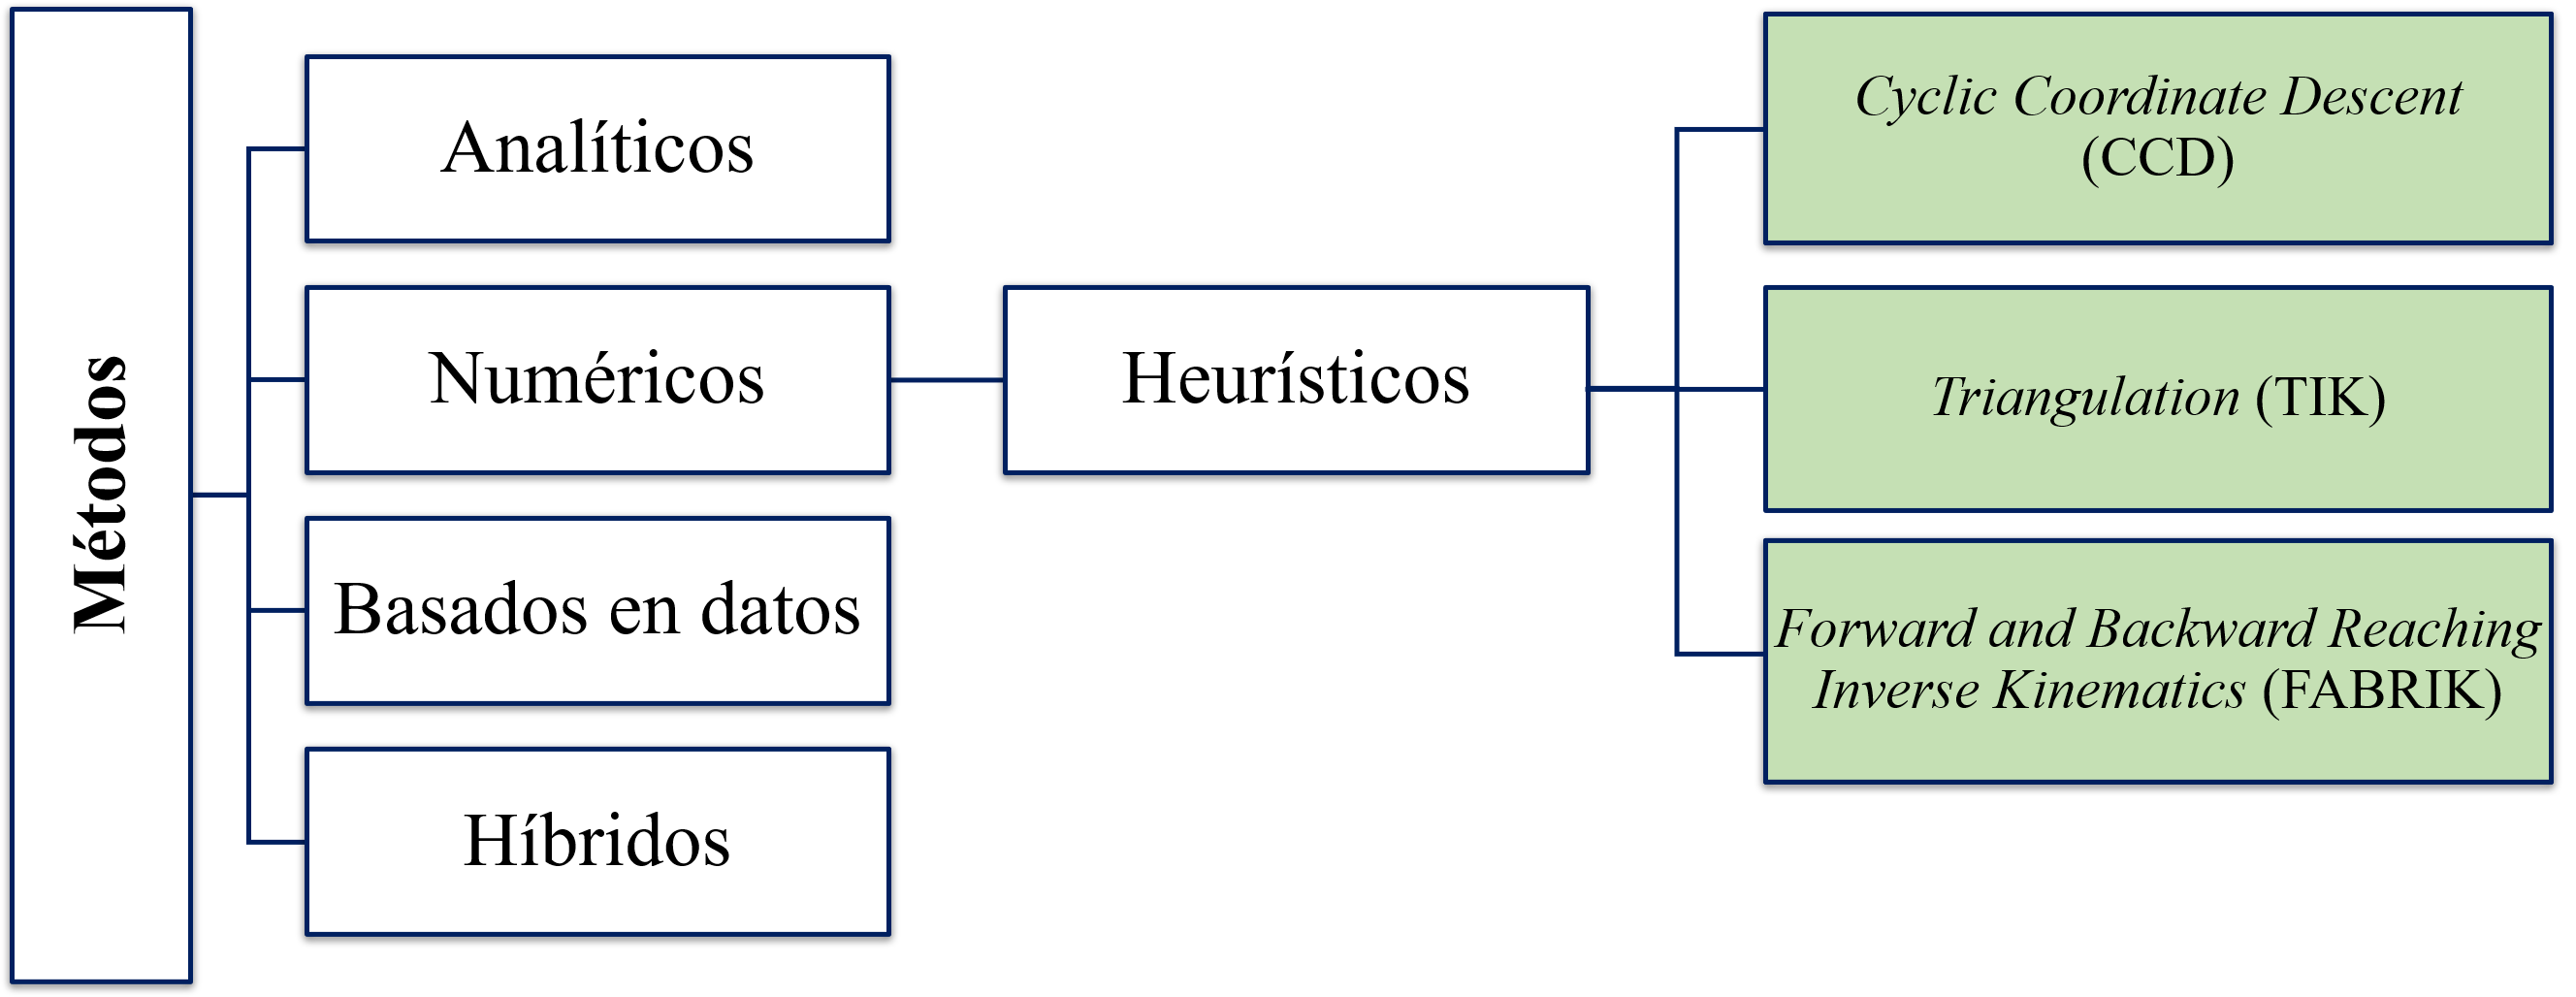 Métodos
Analíticos
Numéricos
Basados en datos
Híbridos
Heurísticos
Cyclic Coordinate Descent
(CCD)
Triangulation (TIK)
Forward and Backward Reaching
Inverse Kinematics (FABRIK)